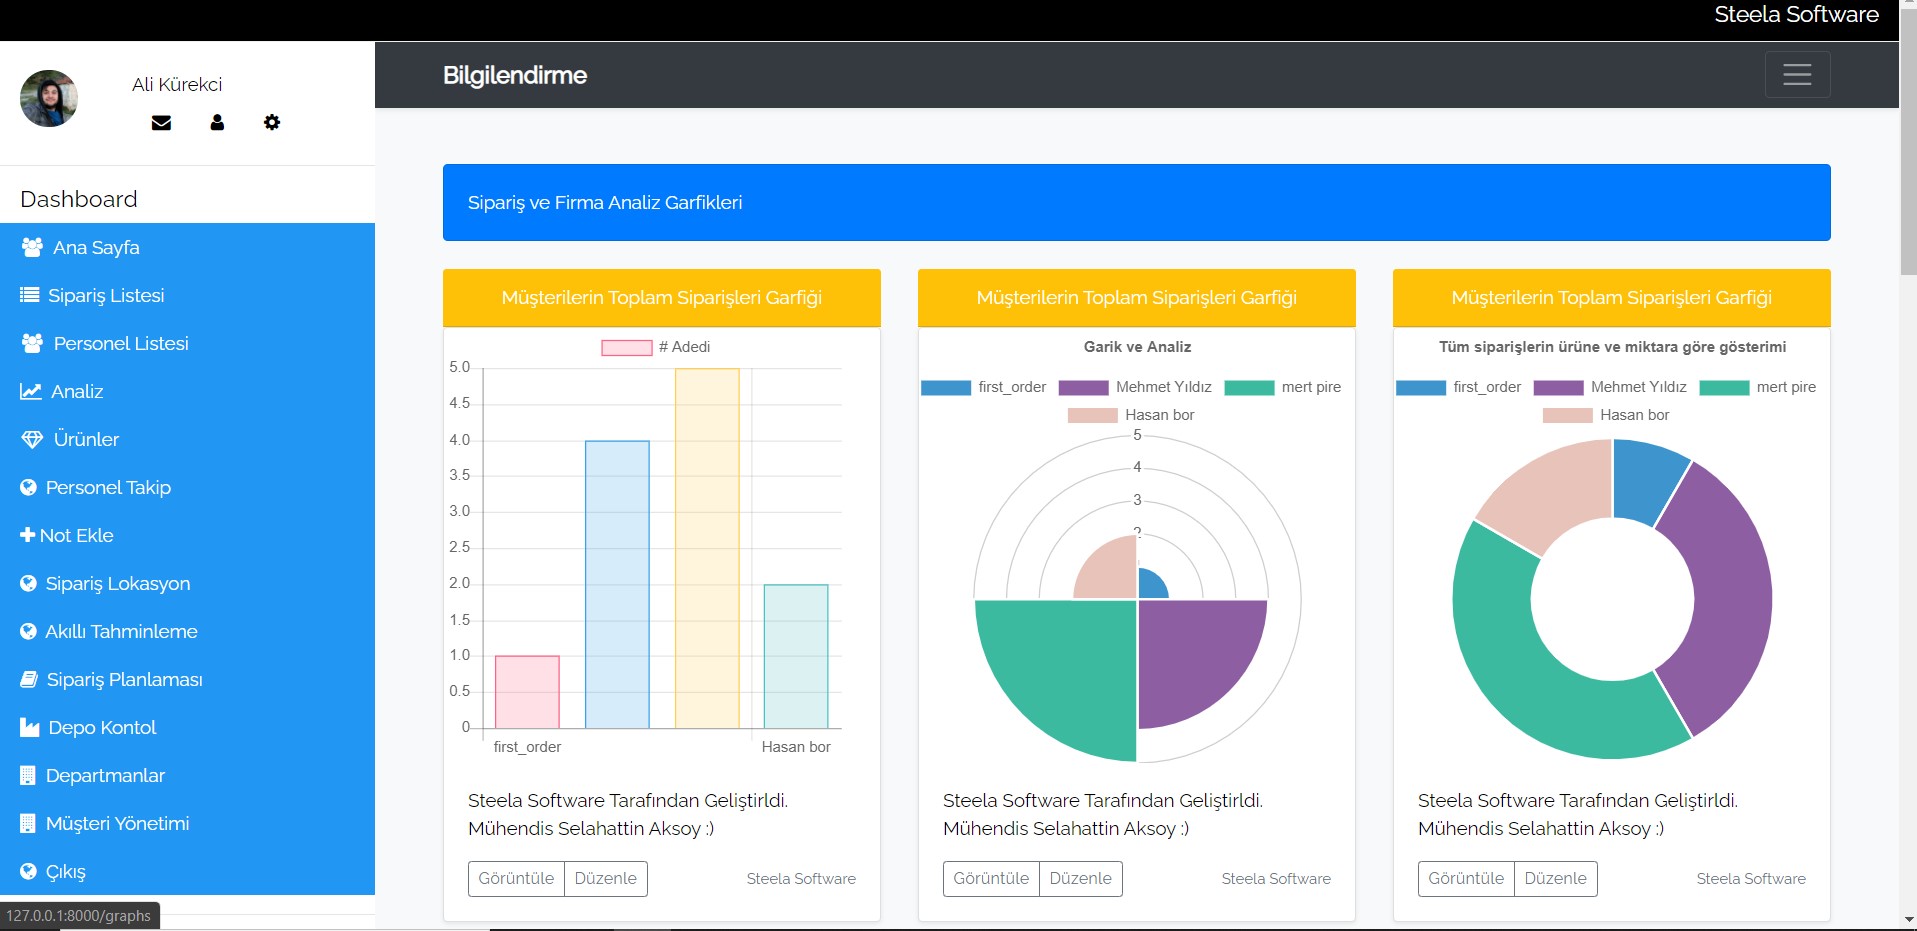 Steela Software
Ali Kürekci
Dashboard
Ana Sayfa
Sipariş Listesi
Personel Listesi
Analiz
Ürünler
Personel Takip
Not Ekle
Sipariş Lokasyon
Akıllı Tahminleme
Sipariş Planlaması
Depo Kontol
Departmanlar
Müşteri Yönetimi
Çıkış
127.0.0.1:8000/graphs
Bilgilendirme
Sipariş ve Firma Analiz Garfikleri
Müşterilerin Toplam Siparişleri Garfiği
# Adedi
5.0
4.5
4.0
3.5
3.0
2.5
2.0
1.5
1.0
0.5
0
first_order Hasan bor
Steela Software Tarafından Geliştirldi.
Mühendis Selahattin Aksoy :)
Görüntüle Düzenle Steela Software
Müşterilerin Toplam Siparişleri Garfiği
Garik ve Analiz
first_order Mehmet Yıldız mert pire
Hasan bor
5
4
3
2
Steela Software Tarafından Geliştirldi.
Mühendis Selahattin Aksoy :)
Görüntüle Düzenle Steela Software
Müşterilerin Toplam Siparişleri Garfiği
Tüm siparişlerin ürüne ve miktara göre gösterimi
first_order Mehmet Yıldız mert pire
Hasan bor
Steela Software Tarafından Geliştirldi.
Mühendis Selahattin Aksoy :)
Görüntüle Düzenle Steela Software